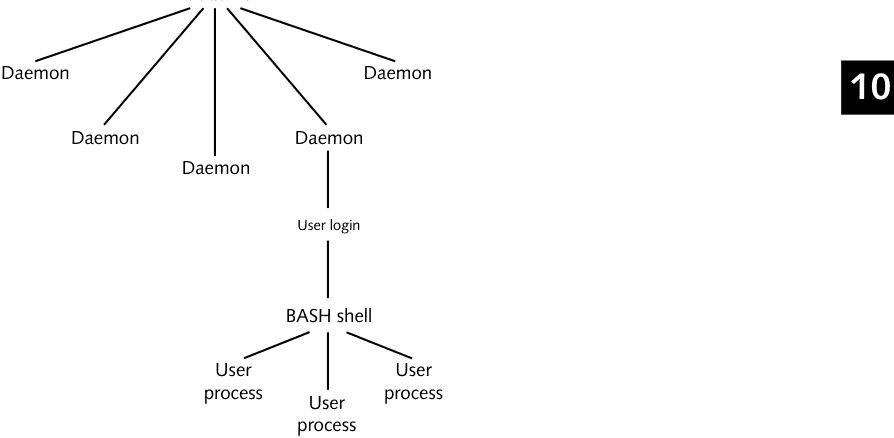 Daemon
Daemon
10
Daemon
Daemon
Daemon
User login
BASH shell
User
process
User
process
User
process